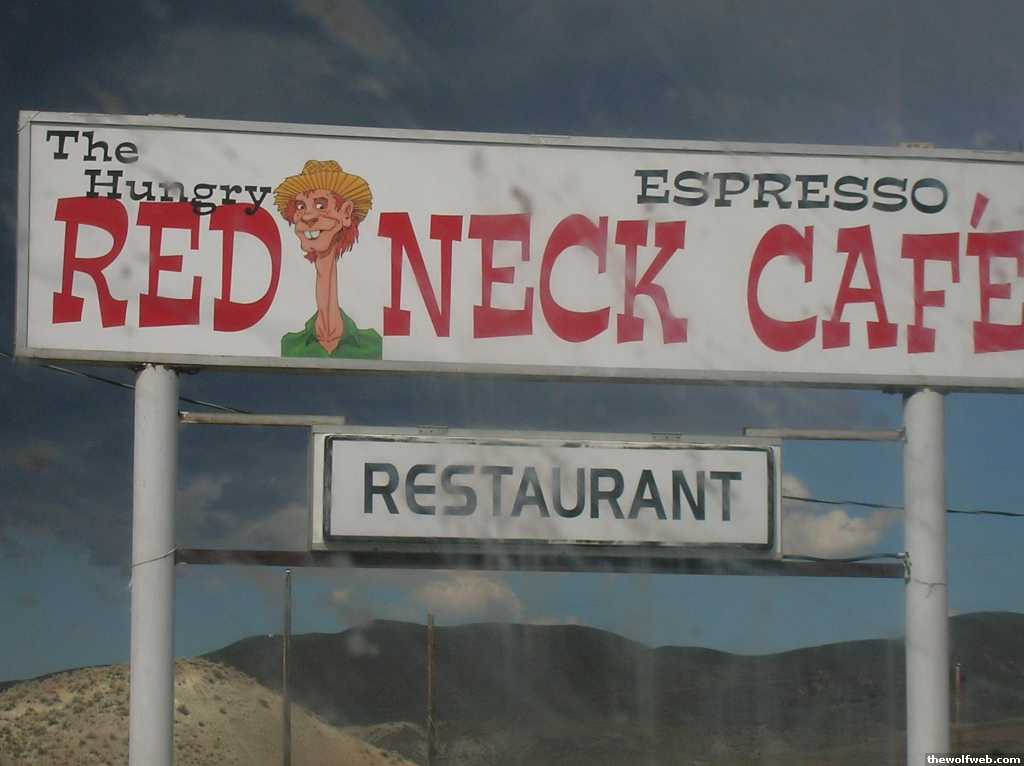 The
Hungry
ESPRESSO
RED NECK CAFÉ
RESTAURANT
thewolfweb.com